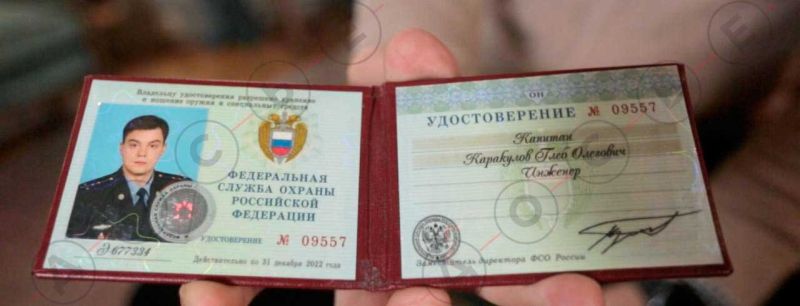 Владельцу удостоверения разрешено хранение
и ношение оружия и специальных средств
ФЕДЕРАЛЬНАЯ
СЛУЖБА ОХРАНЫ
РОССИЙСКОЙ
ФЕДЕРАЦИИ
УДОСТОВЕРЕНИЕ № 09557
Э-677334
Действительно по 31 декабря 2022 года
ОН
УДОСТОВЕРЕНИЕ № 09557
Капитан
Каракулов Глеб Олегович
Инженер
Заместитель директора ФСО России